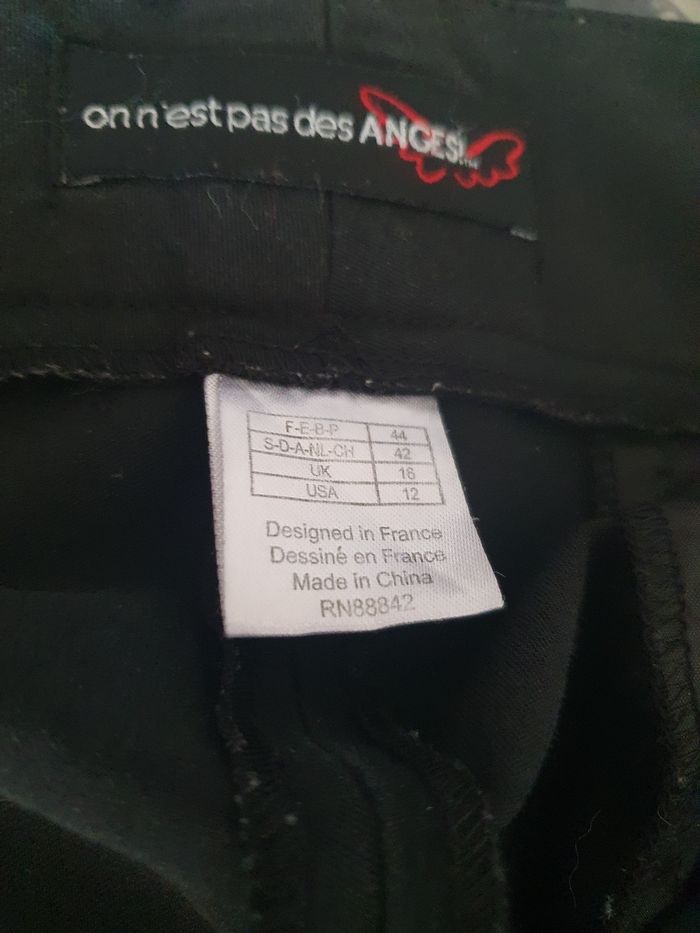 on n'est pas des ANGES!...
F-E-B-P 44
S-D-A-NL-CH 42
UK 16
USA 12
Designed in France
Dessiné en France
Made in China
RN88842